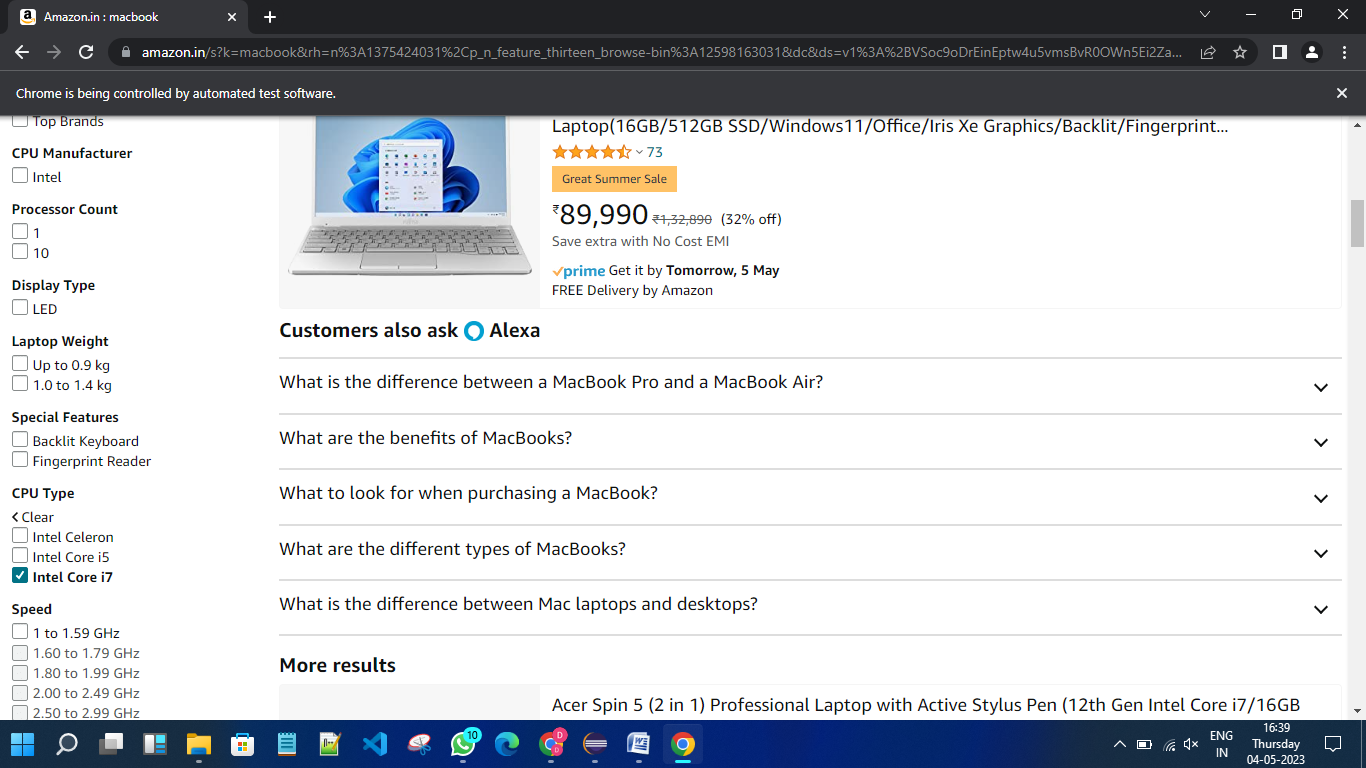 Amazon.in : macbook
amazon.in/s?k=macbook&rh=n%3A1375424031%2Cp_n_feature_thirteen_browse-bin%3A12598163031&dc&ds=v1%3A%2BVSoc9oDrEinEptw4u5vmsBvR0OWn5Ei2Za...
Chrome is being controlled by automated test software.
Top Brands
CPU Manufacturer
Intel
Processor Count
1
10
Display Type
LED
Laptop Weight
Up to 0.9 kg
1.0 to 1.4 kg
Special Features
Backlit Keyboard
Fingerprint Reader
CPU Type
Clear
Intel Celeron
Intel Core i5
Intel Core i7
Speed
1 to 1.59 GHz
1.60 to 1.79 GHz
1.80 to 1.99 GHz
2.00 to 2.49 GHz
2.50 to 2.99 GHz
Laptop(16GB/512GB SSD/Windows11/Office/Iris Xe Graphics/Backlit/Fingerprint...
73
Great Summer Sale
₹89,990 ₹1,32,890 (32% off)
Save extra with No Cost EMI
prime Get it by Tomorrow, 5 May
FREE Delivery by Amazon
Customers also ask Alexa
What is the difference between a MacBook Pro and a MacBook Air?
What are the benefits of MacBooks?
What to look for when purchasing a MacBook?
What are the different types of MacBooks?
What is the difference between Mac laptops and desktops?
More results
Acer Spin 5 (2 in 1) Professional Laptop with Active Stylus Pen (12th Gen Intel Core i7/16GB
10
D
D
ENG
IN
16:39
Thursday
04-05-2023